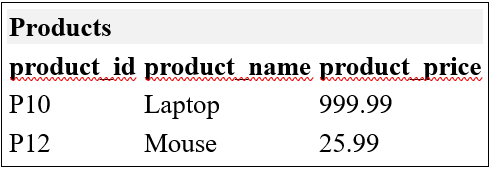 Products
product_id product_name product_price
P10 Laptop 999.99
P12 Mouse 25.99